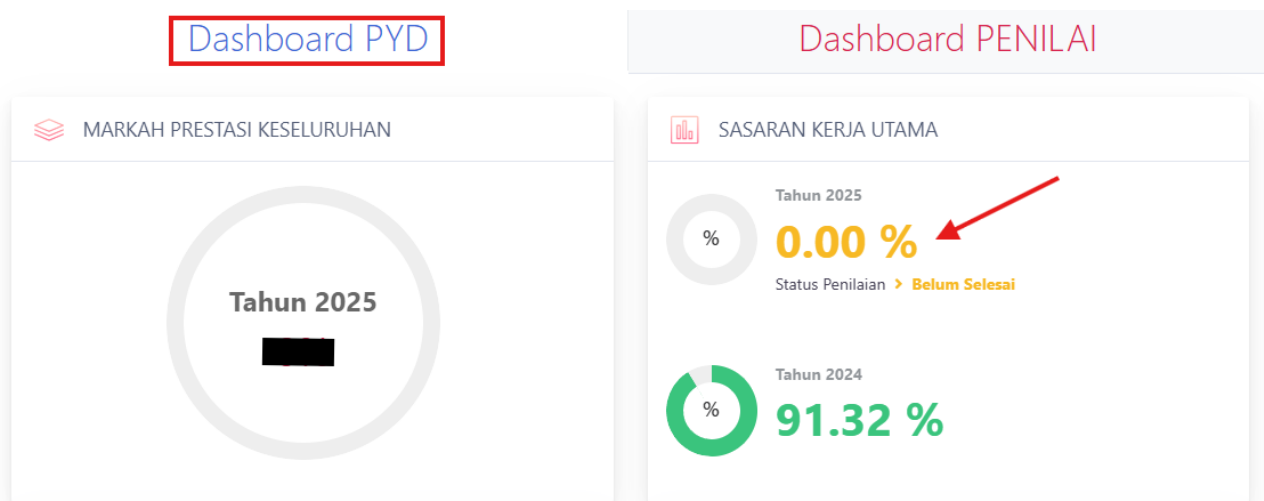 Dashboard PYD
Dashboard PENILAI
MARKAH PRESTASI KESELURUHAN
Tahun 2025
SASARAN KERJA UTAMA
%
Tahun 2025
0.00 %
Status Penilaian > Belum Selesai
%
Tahun 2024
91.32 %